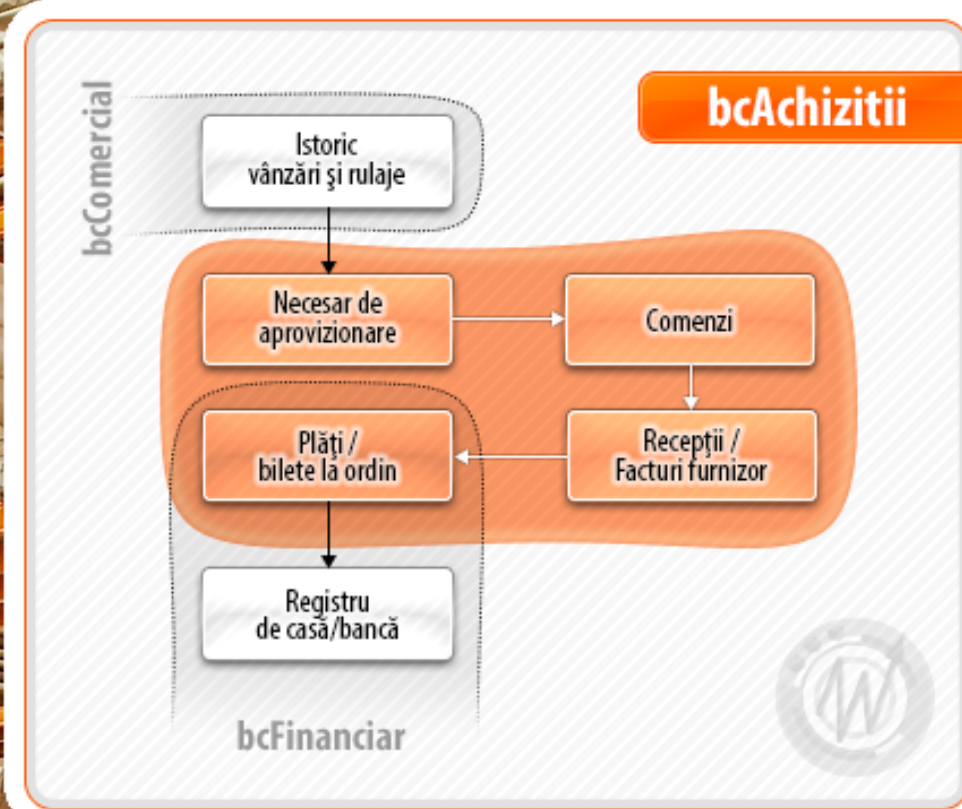 bcComercial
bcAchizitii
Istoric
vânzări şi rulaje
Necesar de
aprovizionare
Comenzi
Plăţi /
bilete la ordin
Recepţii /
Facturi furnizor
Registru
de casă/bancă
bcFinanciar
W